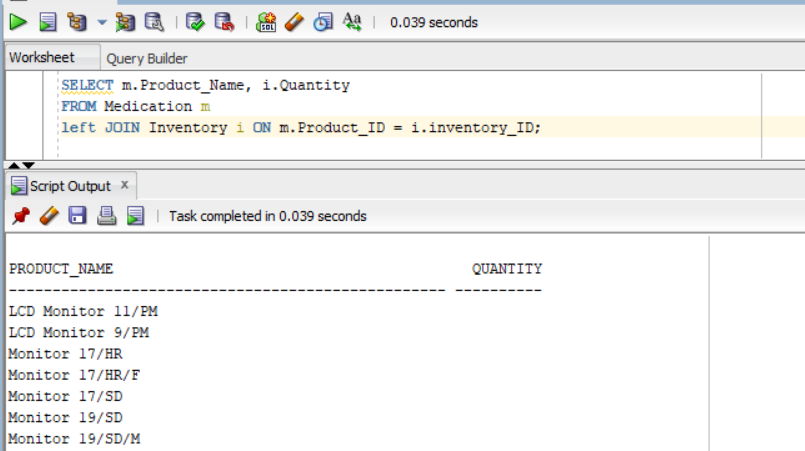 0.039 seconds
Worksheet Query Builder
SELECT m.Product_Name, i.Quantity
FROM Medication m
left JOIN Inventory i ON m.Product_ID = i.inventory_ID;
Script Output x
Task completed in 0.039 seconds
PRODUCT_NAME QUANTITY
-------------------------------------------------- ----------
LCD Monitor 11/PM
LCD Monitor 9/PM
Monitor 17/HR
Monitor 17/HR/F
Monitor 17/SD
Monitor 19/SD
Monitor 19/SD/M